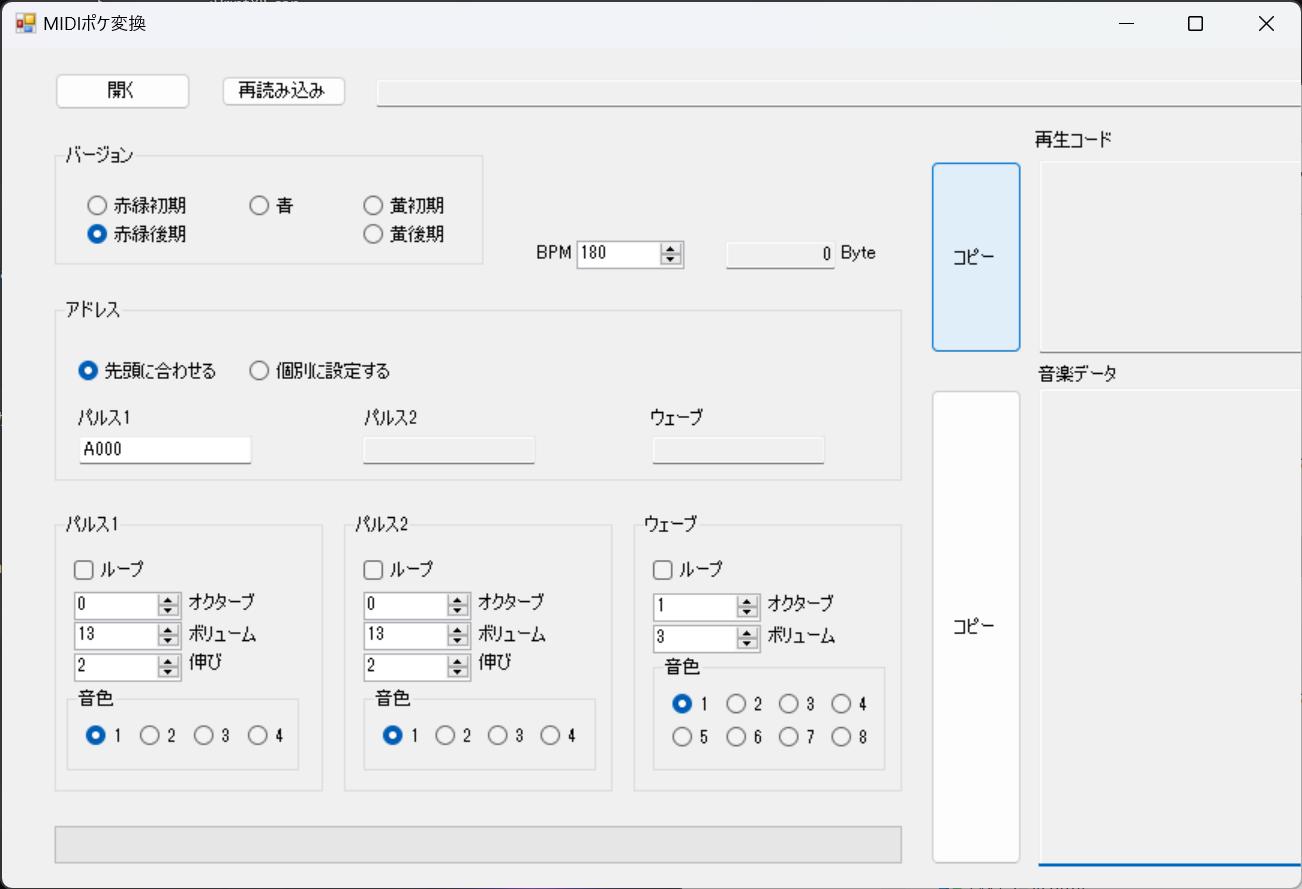 MIDIポケ変換
開く 再読み込み
バージョン
赤緑初期 青 黄初期
赤緑後期 黄後期
BPM 180 0 Byte
アドレス
先頭に合わせる 個別に設定する
パルス1 パルス2 ウェーブ
A000
パルス1
ループ
0 オクターブ
13 ボリューム
2 伸び
音色
1 2 3 4
パルス2
ループ
0 オクターブ
13 ボリューム
2 伸び
音色
1 2 3 4
ウェーブ
ループ
1 オクターブ
3 ボリューム
音色
1 2 3 4
5 6 7 8
再生コード
コピー
音楽データ
コピー